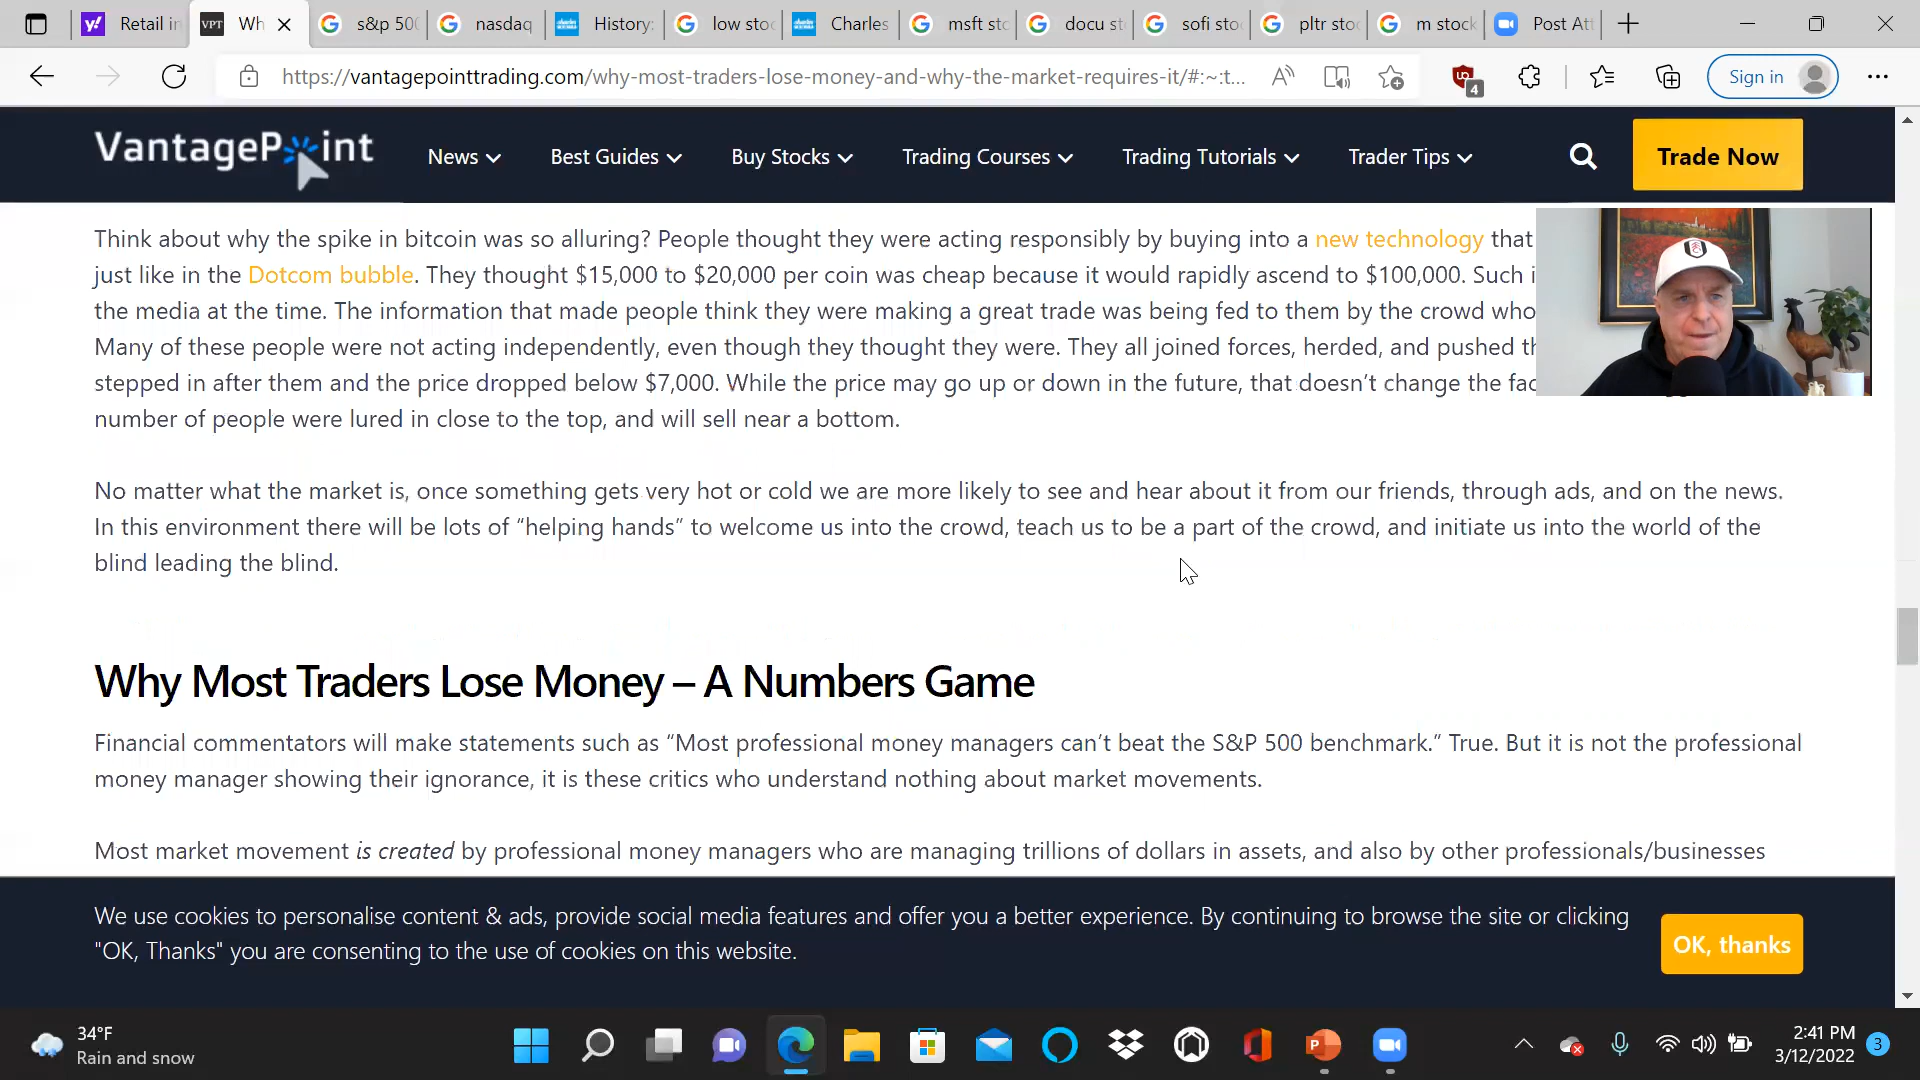 Retail in
VPT Wh
s&p 500
nasdaq
History:
low stoc
Charles
msft sto
docu st
sofi sto
pltr sto
m stock
Post Att
https://vantagepointtrading.com/why-most-traders-lose-money-and-why-the-market-requires-it/#:~:t...
4
Sign in
VantagePoint
News
Best Guides
Buy Stocks
Trading Courses
Trading Tutorials
Trader Tips
Trade Now
Think about why the spike in bitcoin was so alluring? People thought they were acting responsibly by buying into a new technology that
just like in the Dotcom bubble. They thought $15,000 to $20,000 per coin was cheap because it would rapidly ascend to $100,000. Such i
the media at the time. The information that made people think they were making a great trade was being fed to them by the crowd who
Many of these people were not acting independently, even though they thought they were. They all joined forces, herded, and pushed th
stepped in after them and the price dropped below $7,000. While the price may go up or down in the future, that doesn’t change the fac
number of people were lured in close to the top, and will sell near a bottom.
No matter what the market is, once something gets very hot or cold we are more likely to see and hear about it from our friends, through ads, and on the news.
In this environment there will be lots of “helping hands” to welcome us into the crowd, teach us to be a part of the crowd, and initiate us into the world of the
blind leading the blind.
Why Most Traders Lose Money – A Numbers Game
Financial commentators will make statements such as “Most professional money managers can’t beat the S&P 500 benchmark.” True. But it is not the professional
money manager showing their ignorance, it is these critics who understand nothing about market movements.
Most market movement is created by professional money managers who are managing trillions of dollars in assets, and also by other professionals/businesses
We use cookies to personalise content & ads, provide social media features and offer you a better experience. By continuing to browse the site or clicking
"OK, Thanks" you are consenting to the use of cookies on this website.
OK, thanks
34°F
Rain and snow
2:41 PM
3/12/2022
3